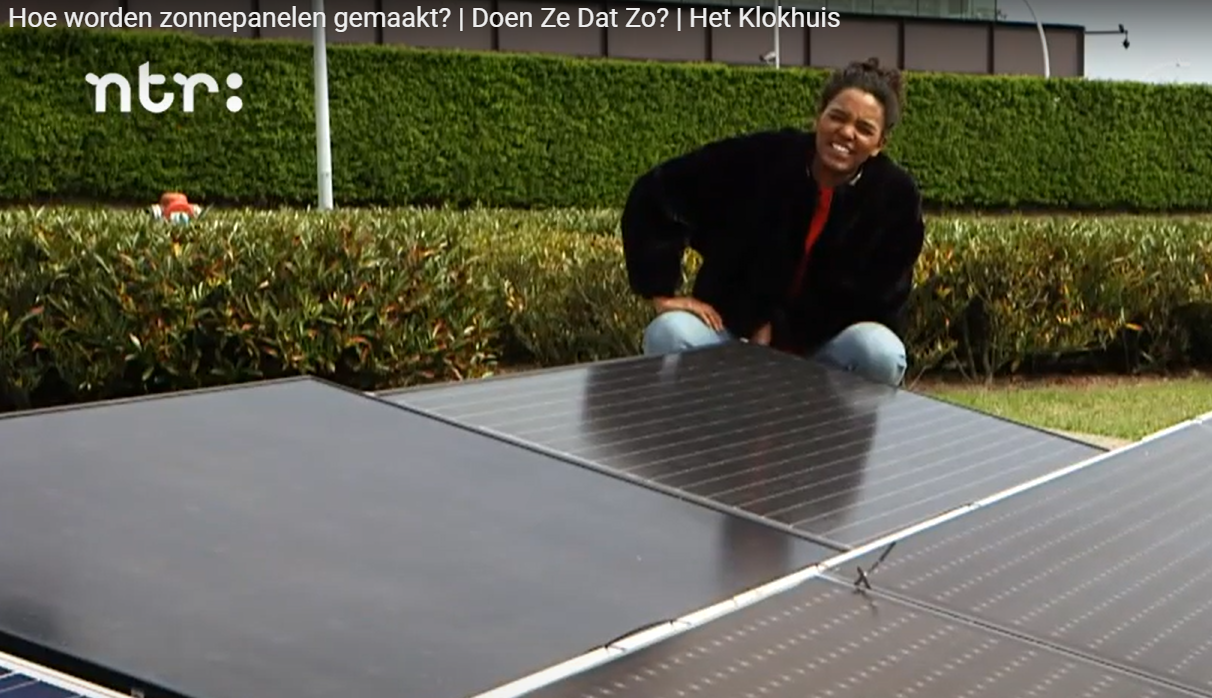 Hoe worden zonnepanelen gemaakt? | Doen Ze Dat Zo? | Het Klokhuis
ntr: